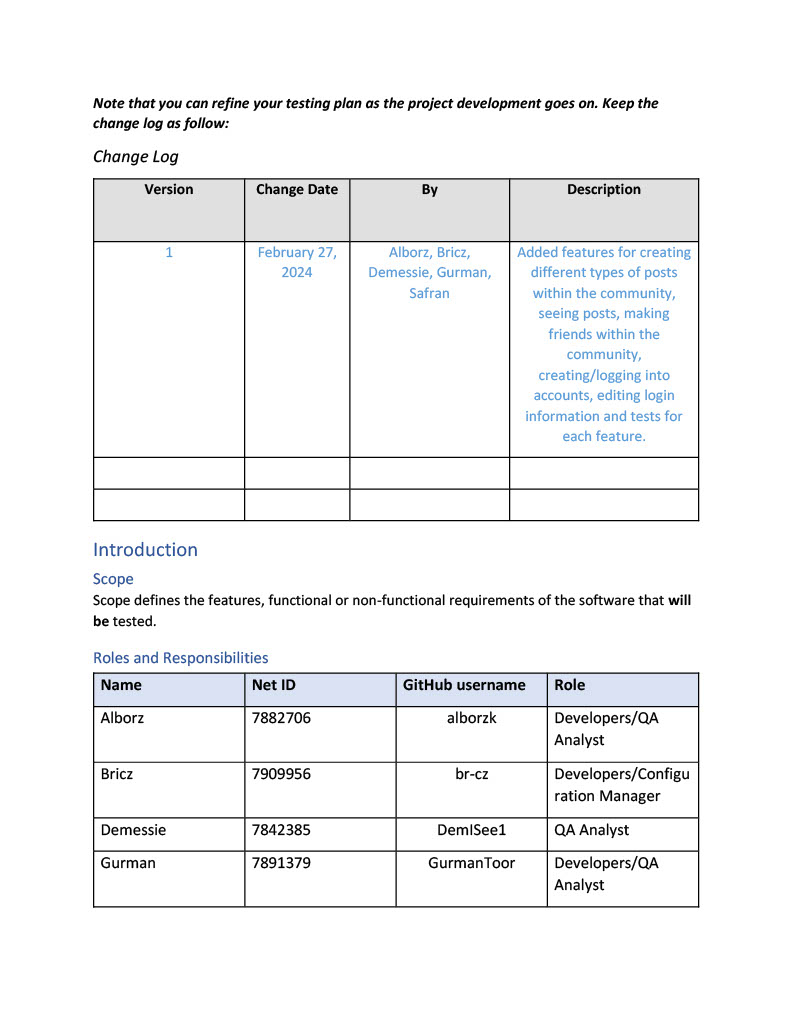 Note that you can refine your testing plan as the project development goes on. Keep the
change log as follow:
Change Log
Version Change Date By Description
1 February 27, Alborz, Bricz, Added features for creating
2024 Demessie, Gurman, different types of posts
Safran within the community,
seeing posts, making
friends within the
community,
creating/logging into
accounts, editing login
information and tests for
each feature.
Introduction
Scope
Scope defines the features, functional or non-functional requirements of the software that will
be tested.
Roles and Responsibilities
Name Net ID GitHub username Role
Alborz 7882706 alborzk Developers/QA
Analyst
Bricz 7909956 br-cz Developers/Configu
ration Manager
Demessie 7842385 DemISee1 QA Analyst
Gurman 7891379 GurmanToor Developers/QA
Analyst